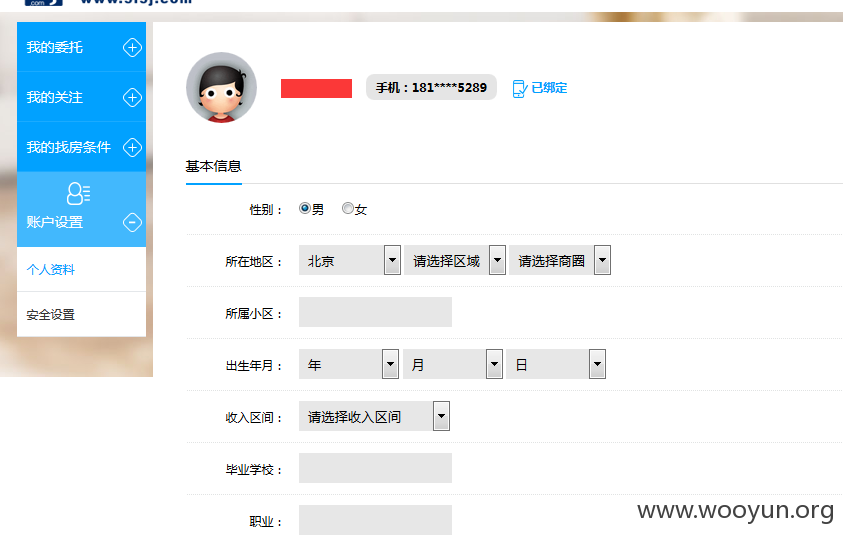 我的委托
我的关注
我的找房条件
账户设置
个人资料
安全设置
手机：181****5289 已绑定
基本信息
性别： 男 女
所在地区： 北京 请选择区域 请选择商圈
所属小区：
出生年月： 年 月 日
收入区间： 请选择收入区间
毕业学校：
职业：
www.wooyun.org